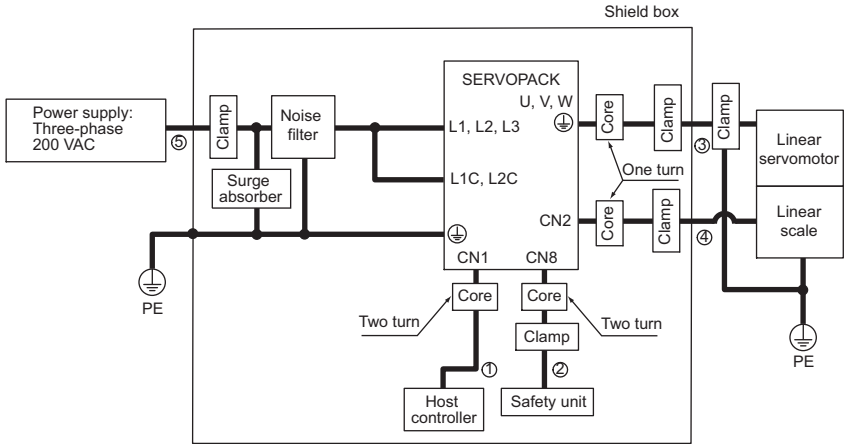 Shield box
SERVOPACK
U, V, W
Power supply:
Three-phase
200 VAC
⑤
Clamp
Noise
filter
L1, L2, L3
Core
Clamp
Clamp
③
Linear
servomotor
One turn
Surge
absorber
L1C, L2C
CN2
Core
Clamp
④
Linear
scale
CN1
CN8
PE
Core
Core
Two turn
Two turn
Clamp
PE
①
②
Host
controller
Safety unit